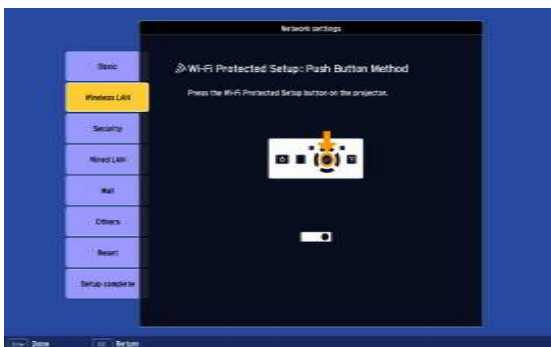 Network settings
Basic
Wireless LAN
Security
Wired LAN
Mail
Others
Reset
Setup complete
Wi-Fi Protected Setup: Push Button Method
Press the Wi-Fi Protected Setup button on the projector.
Done
Return